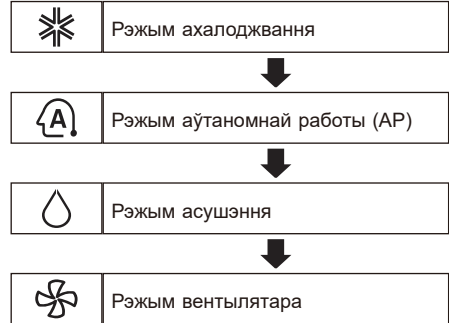 Рэжым ахалоджвання
A
Рэжым аўтаномнай работы (АР)
Рэжым асушэння
Рэжым вентылятара